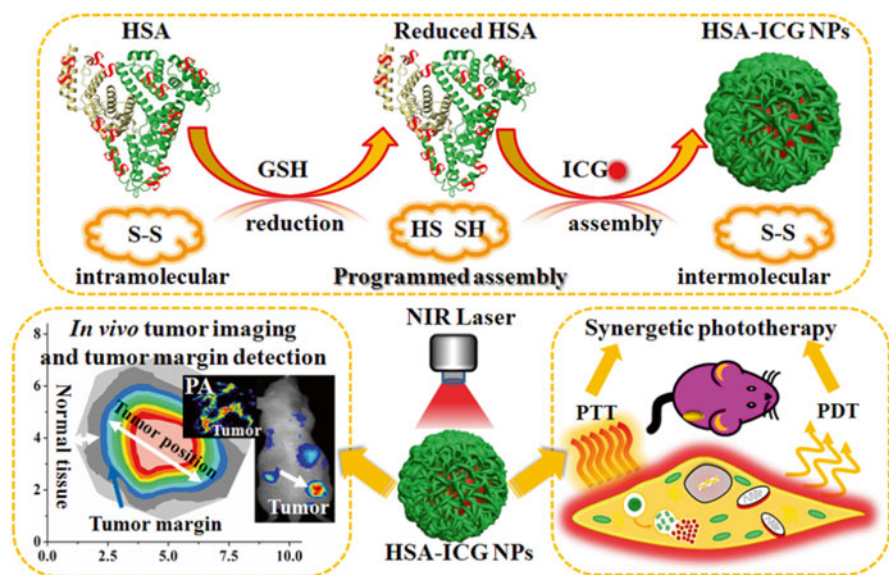 HSA
Reduced HSA
HSA-ICG NPs
GSH
reduction
ICG
assembly
S-S
intramolecular
HS SH
Programmed assembly
S-S
intermolecular
In vivo tumor imaging
and tumor margin detection
8
6
4
2
0
0.0
2.5
5.0
7.5
10.0
Normal tissue
Tumor position
Tumor margin
PA
Tumor
Tumor
NIR Laser
HSA-ICG NPs
Synergetic phototherapy
PTT
PDT